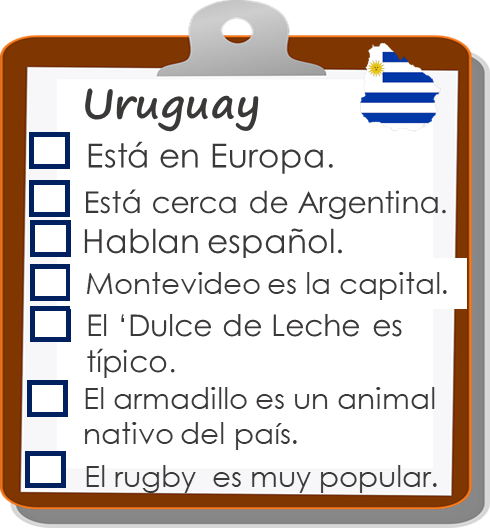 Uruguay
Está en Europa.
Está cerca de Argentina.
Hablan español.
Montevideo es la capital.
El ‘Dulce de Leche es
típico.
El armadillo es un animal
nativo del país.
El rugby es muy popular.